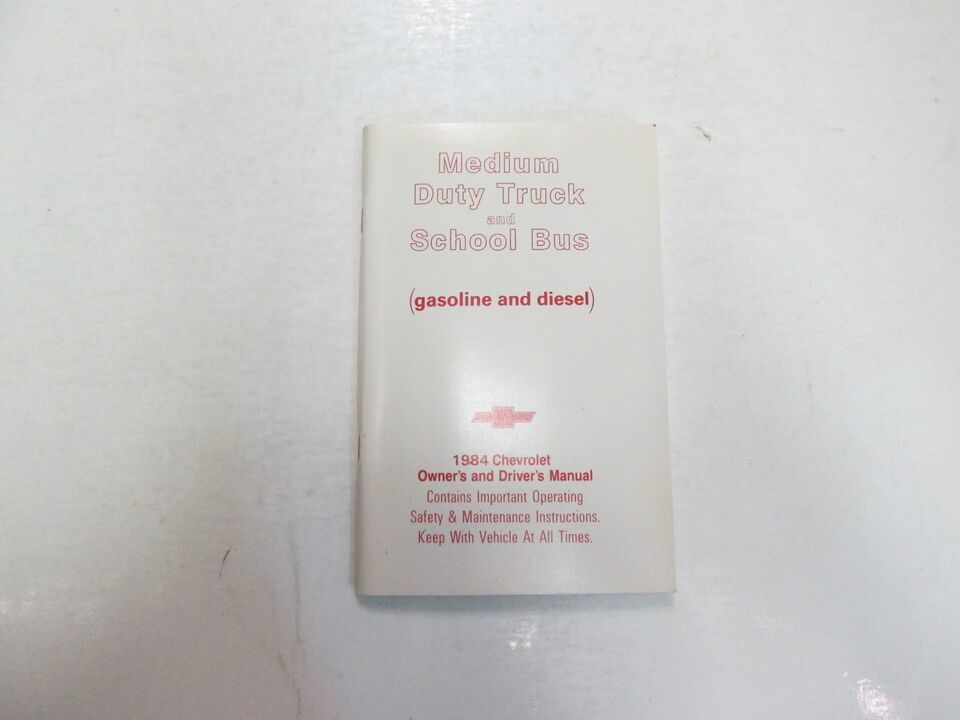 Medium
Duty Truck
and
School Bus
(gasoline and diesel)
1984 Chevrolet
Owner's and Driver's Manual
Contains Important Operating
Safety & Maintenance Instructions.
Keep With Vehicle At All Times.